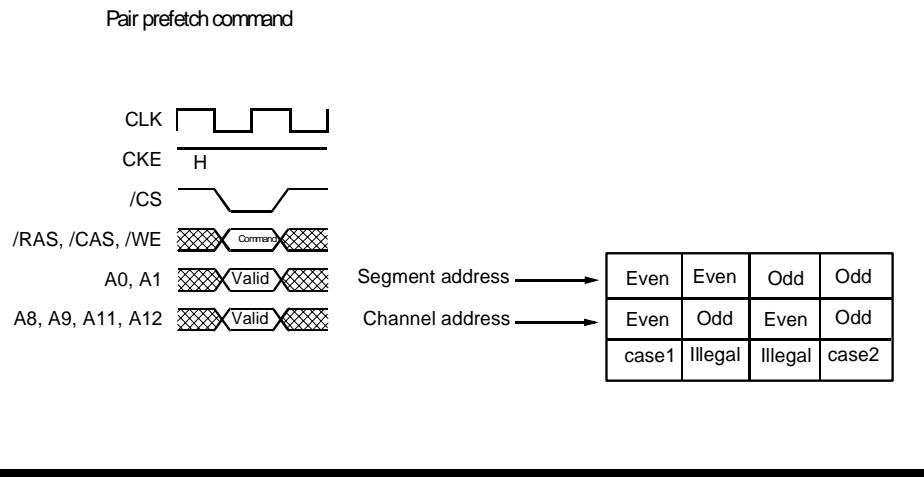 Pair prefetch command
CLK
CKE H
/CS
/RAS, /CAS, /WE Command
A0, A1 Valid Segment address Even Even Odd Odd
A8, A9, A11, A12 Valid Channel address Even Odd Even Odd
case1 Illegal Illegal case2